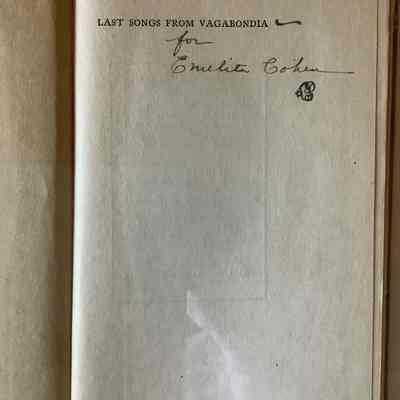 LAST SONGS FROM VAGABONDIA
for
Emelita Cohen